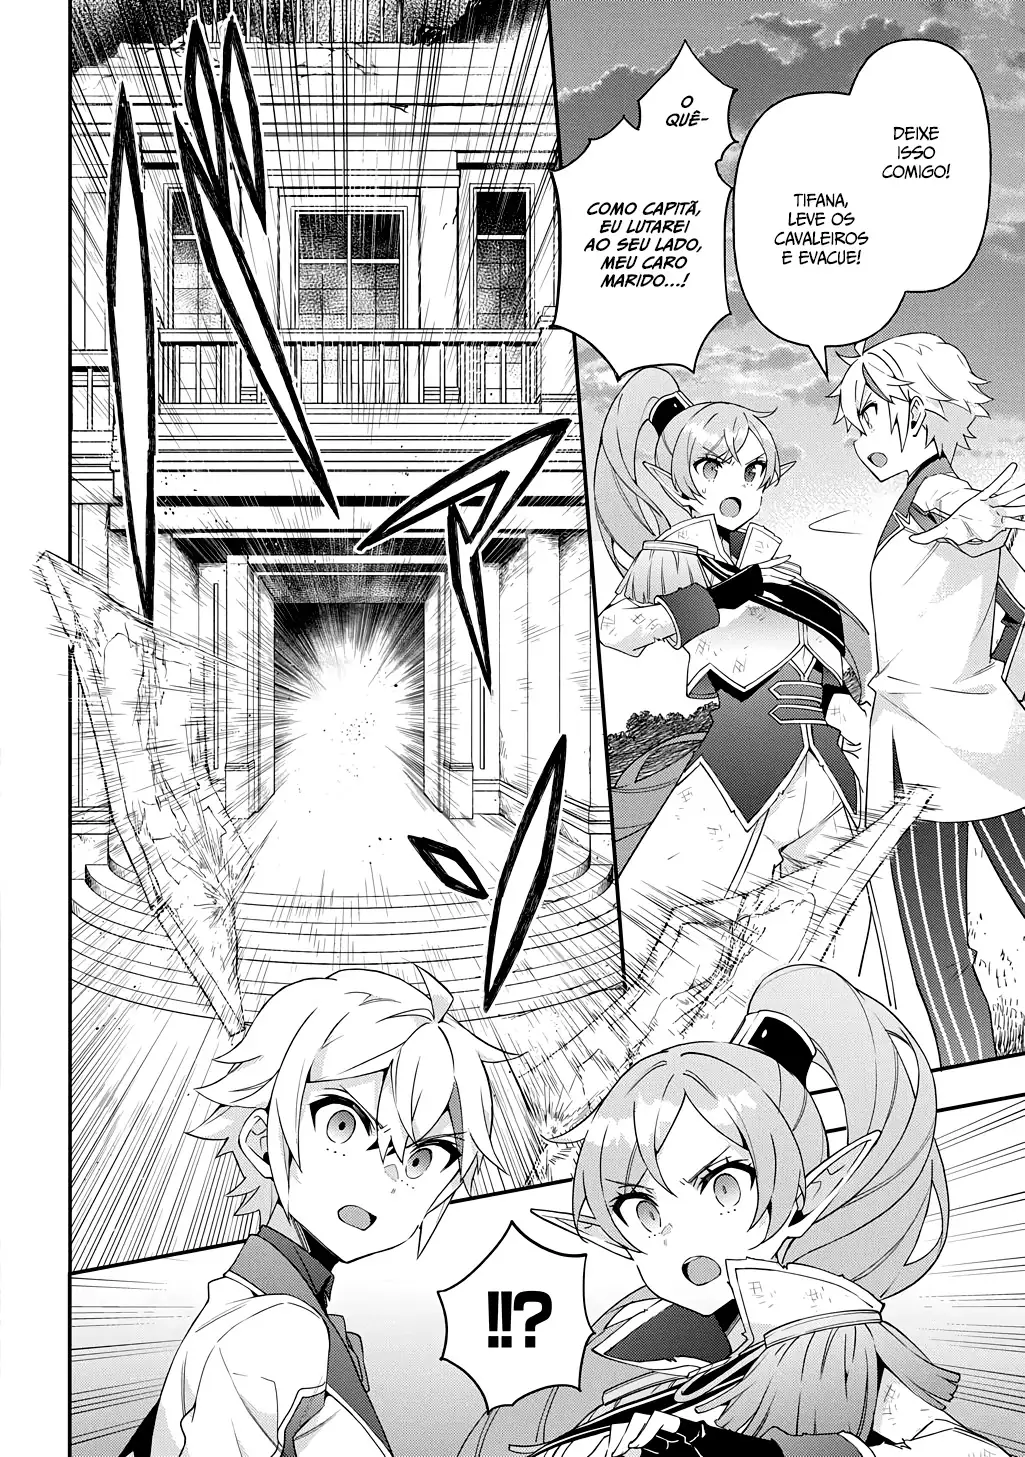 DEIXE
ISSO
COMIGO!
TIFANA,
LEVE OS
CAVALEIROS
E EVACUE!
O
QUÊ-
COMO CAPITÃ,
EU LUTAREI
AO SEU LADO,
MEU CARO
MARIDO...!
!!?